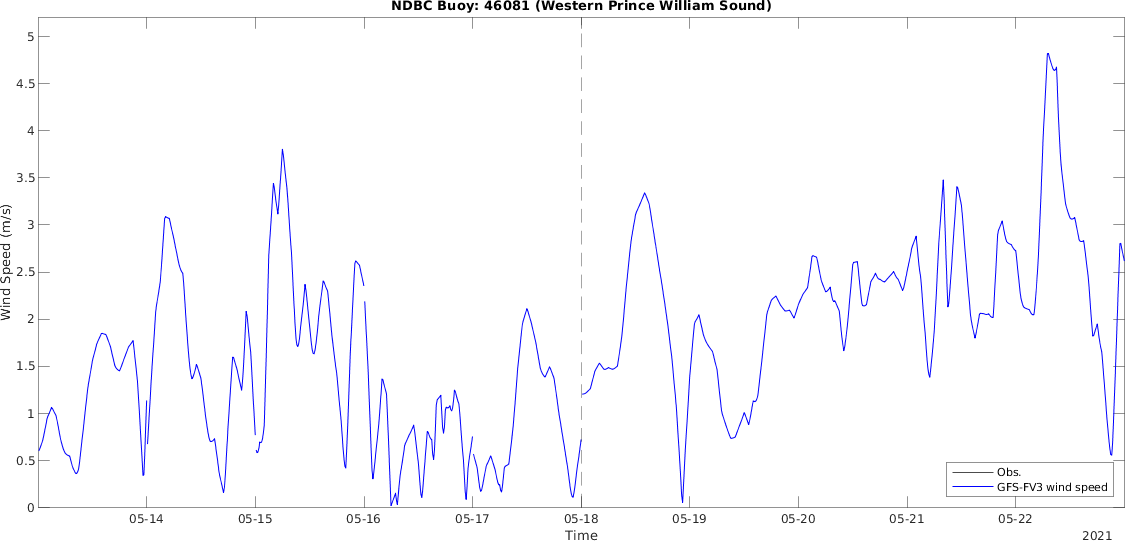 NDBC Buoy: 46081 (Western Prince William Sound)
5
4.5
4
3.5
3
2.5
2
1.5
1
0.5
0
Wind Speed (m/s)
05-14 05-15 05-16 05-17 05-18 05-19 05-20 05-21 05-22
Time
2021
Obs.
GFS-FV3 wind speed